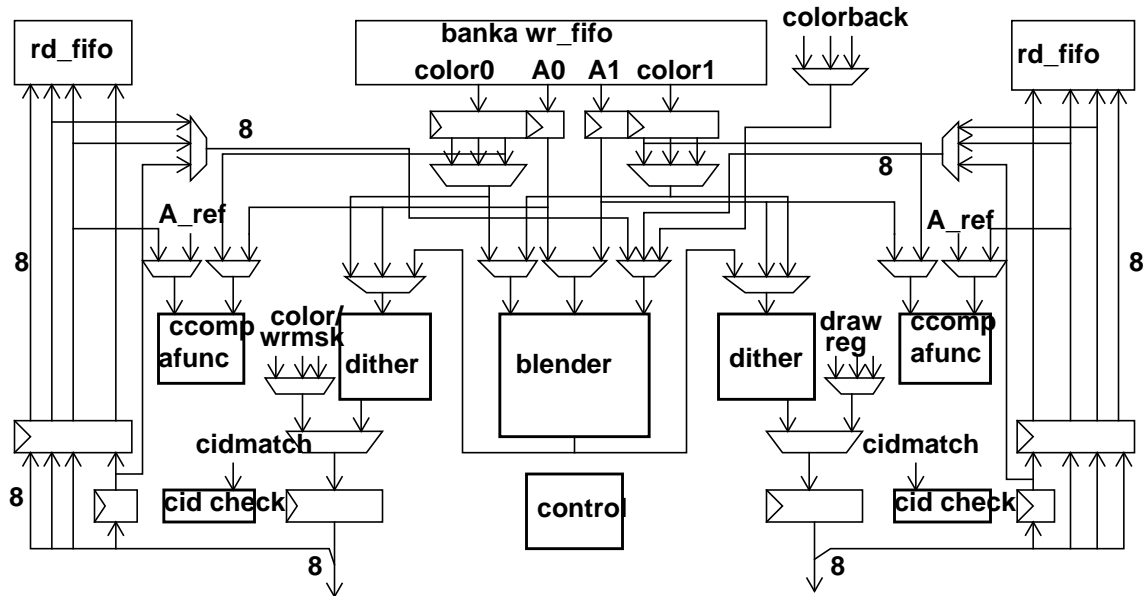 colorback
rd_fifo
banka wr_fifo
rd_fifo
color0 A0 A1 color1
8
8
A_ref
A_ref
8
8
ccomp
afunc
color/
wrmsk
dither
blender
dither
draw
reg
ccomp
afunc
cidmatch
cidmatch
8
cid check
control
cid check
8
8